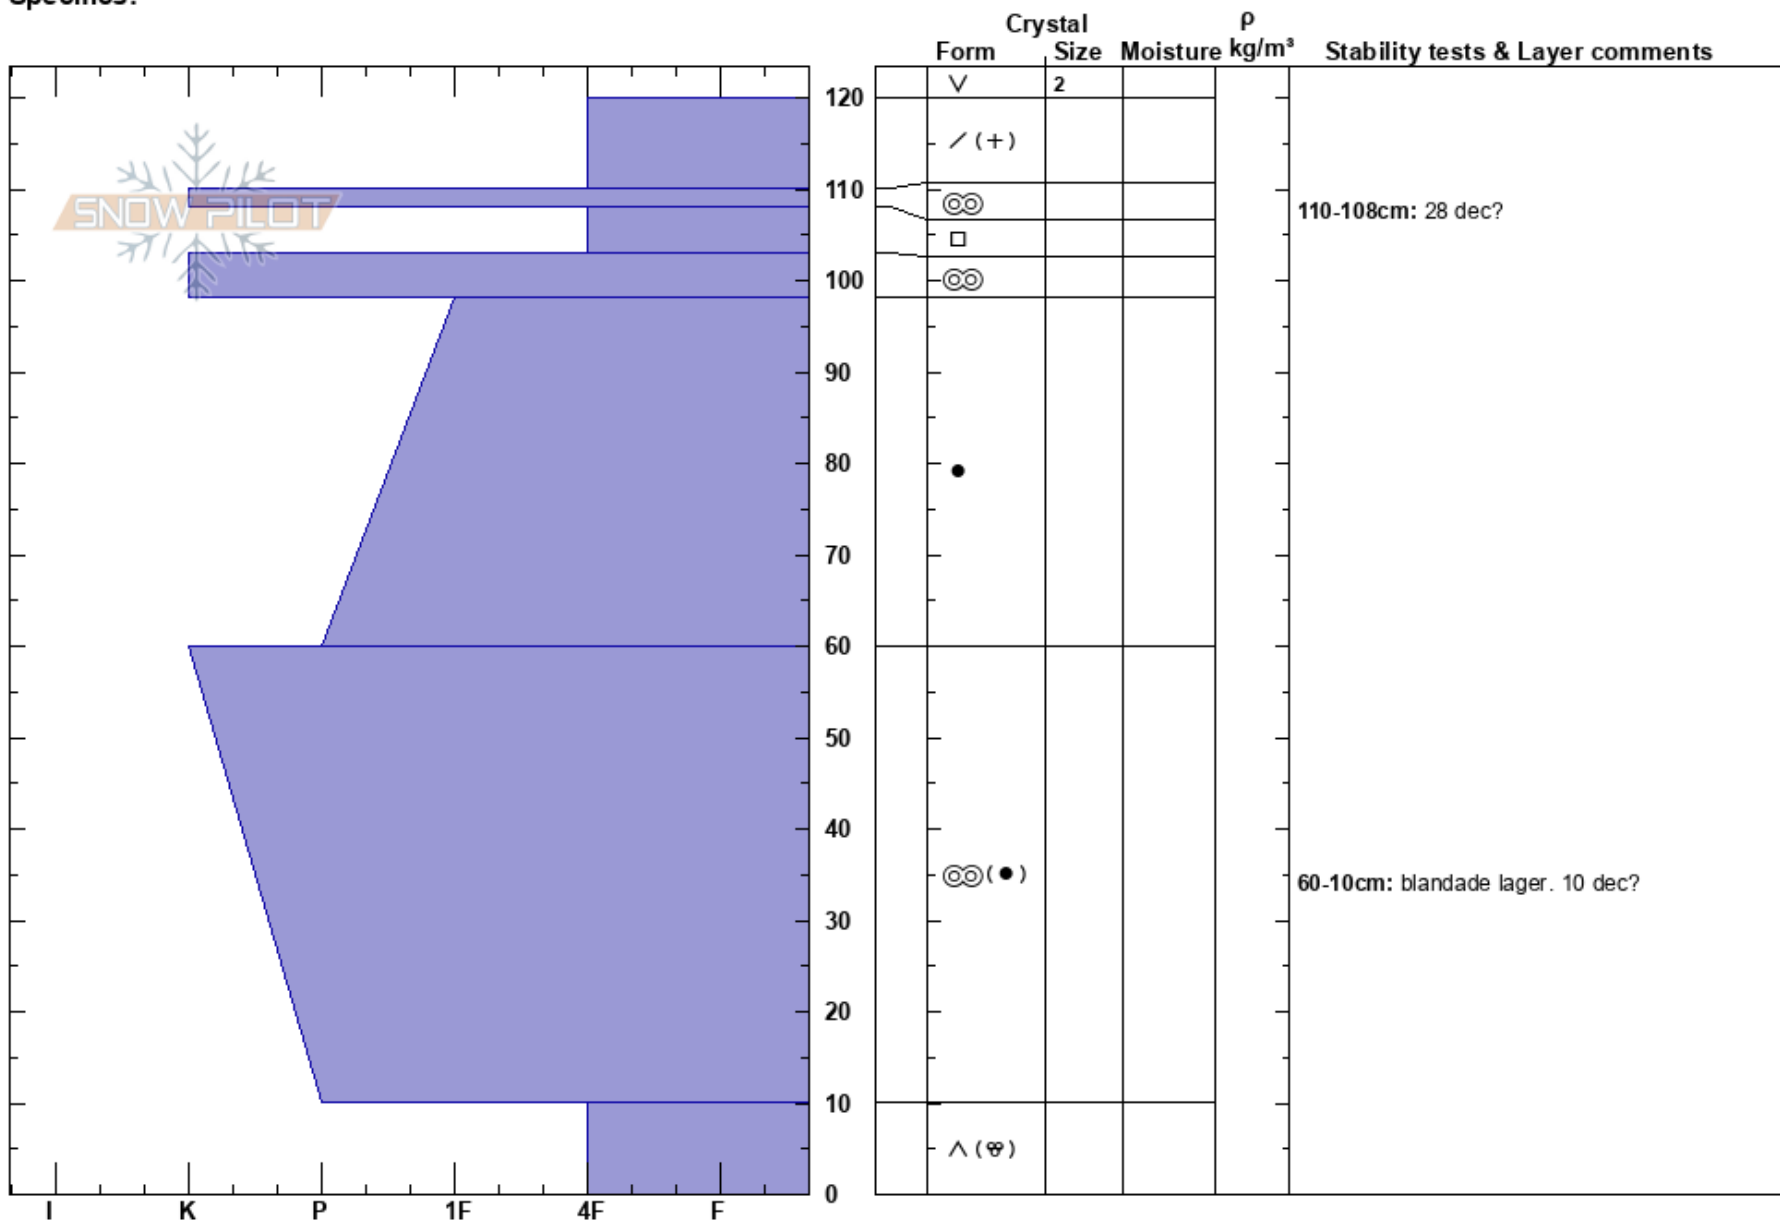 Specifics:
Crystal ρ
Form Size Moisture kg/m³ Stability tests & Layer comments
2
120
(+)
110
SNOW PILOT
110-108cm: 28 dec?
100
90
80
70
60
50
40
60-10cm: blandade lager. 10 dec?
30
20
10
0
I K P 1F 4F F